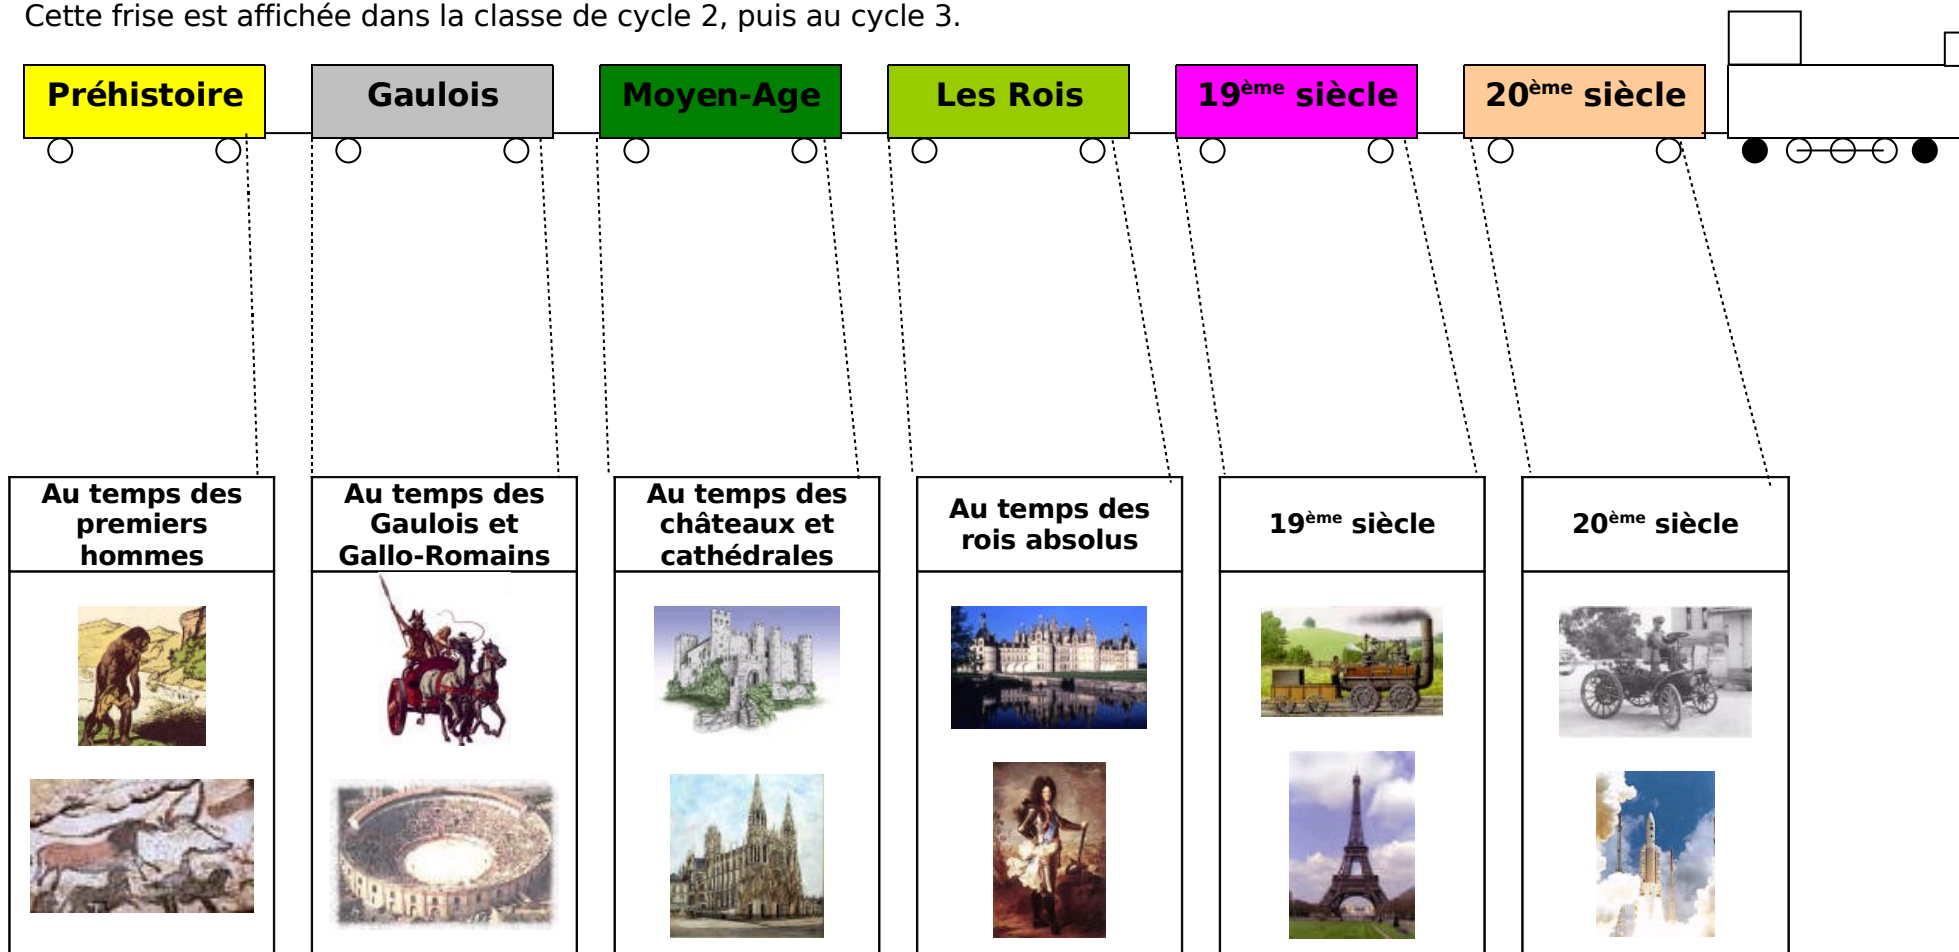 Cette frise est affichée dans la classe de cycle 2, puis au cycle 3.
Préhistoire
Gaulois
Moyen-Age
Les Rois
19ème siècle
20ème siècle
Au temps des
premiers
hommes
Au temps des
Gaulois et
Gallo-Romains
Au temps des
châteaux et
cathédrales
Au temps des
rois absolus
19ème siècle
20ème siècle